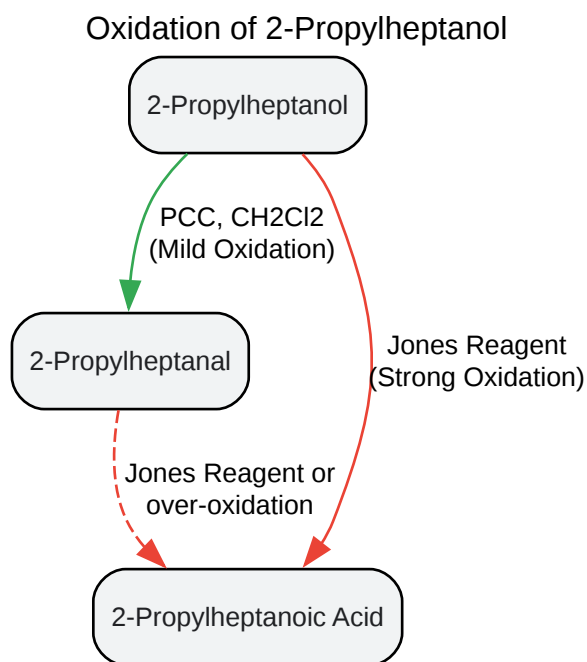 Oxidation of 2-Propylheptanol
2-Propylheptanol
PCC, CH2Cl2
(Mild Oxidation)
2-Propylheptanal
Jones Reagent
(Strong Oxidation)
Jones Reagent or
over-oxidation
2-Propylheptanoic Acid